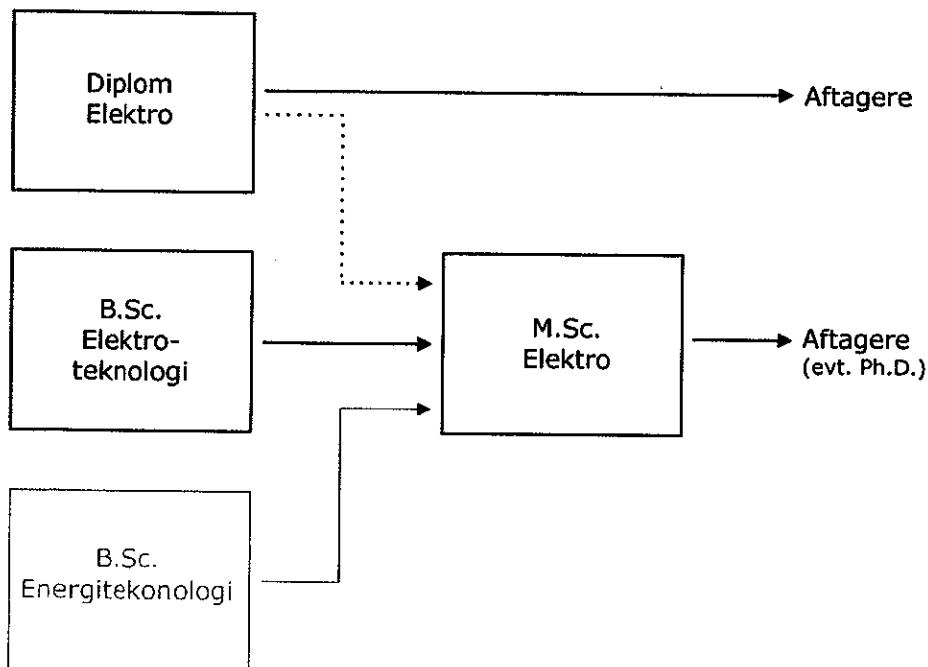 Diplom
Elektro
Aftagere
B.Sc.
Elektro-
teknologi
M.Sc.
Elektro
Aftagere
(evt. Ph.D.)
B.Sc.
Energitekonologi